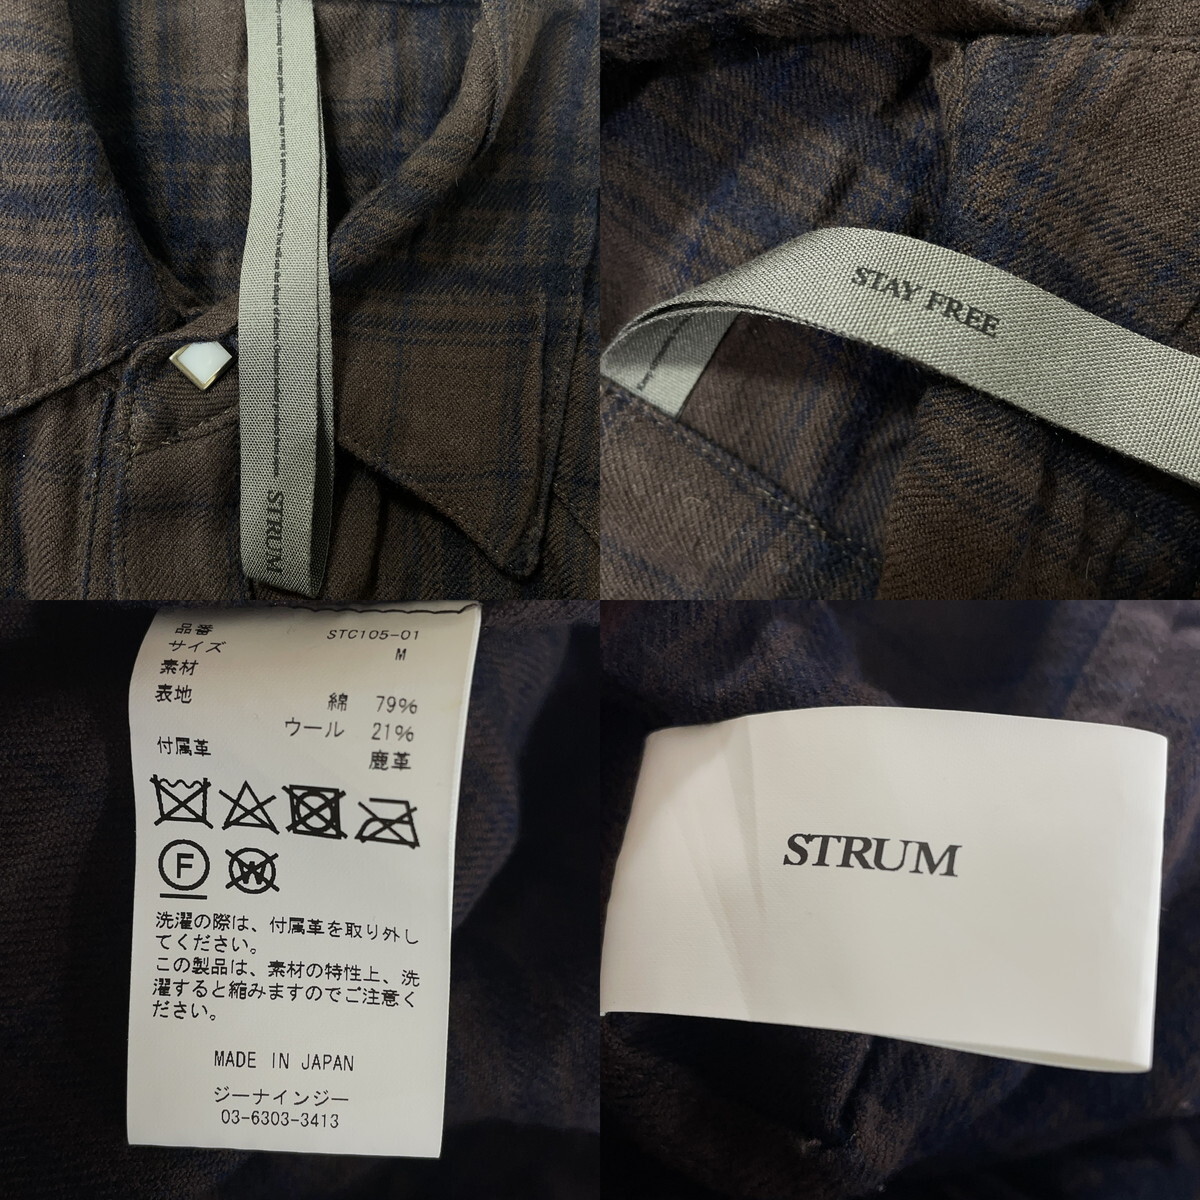 STRUM
STAY FREE
品番 STC105-01
サイズ M
素材
表地 綿 79%
ウール 21%
付属革 鹿革
F
W
洗濯の際は、付属革を取り外し
てください。
この製品は、素材の特性上、洗
濯すると縮みますのでご注意く
ださい。
MADE IN JAPAN
ジーナインジー
03-6303-3413
STRUM